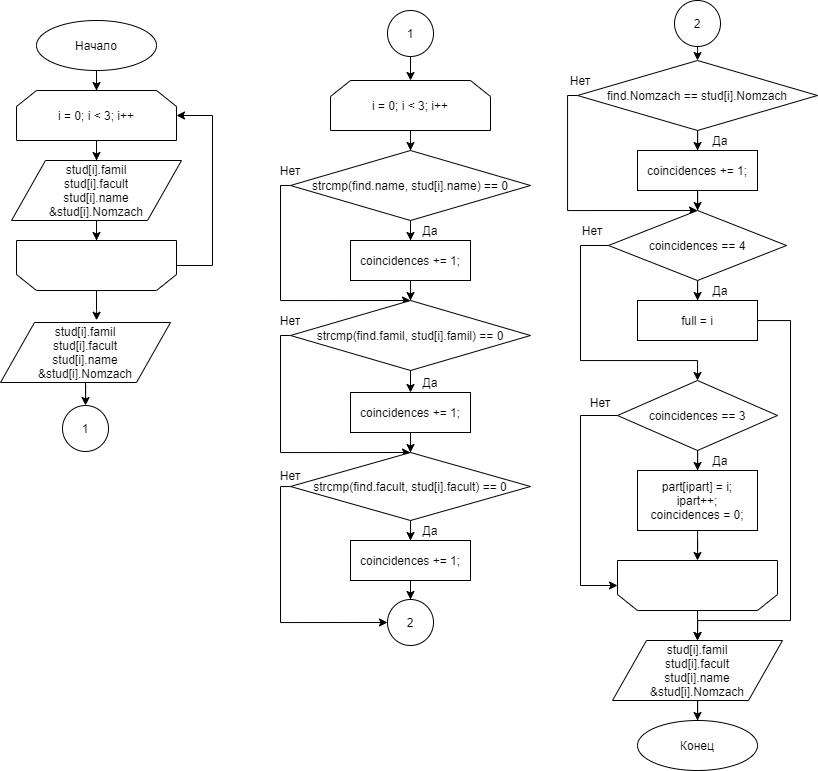 Начало
i = 0; i < 3; i++
stud[i].famil
stud[i].facult
stud[i].name
&stud[i].Nomzach
stud[i].famil
stud[i].facult
stud[i].name
&stud[i].Nomzach
1
1
i = 0; i < 3; i++
Нет
strcmp(find.name, stud[i].name) == 0
Да
coincidences += 1;
Нет
strcmp(find.famil, stud[i].famil) == 0
Да
coincidences += 1;
Нет
strcmp(find.facult, stud[i].facult) == 0
Да
coincidences += 1;
2
2
Нет
find.Nomzach == stud[i].Nomzach
Да
coincidences += 1;
Нет
coincidences == 4
Да
full = i
Нет
coincidences == 3
Да
part[ipart] = i;
ipart++;
coincidences = 0;
stud[i].famil
stud[i].facult
stud[i].name
&stud[i].Nomzach
Конец